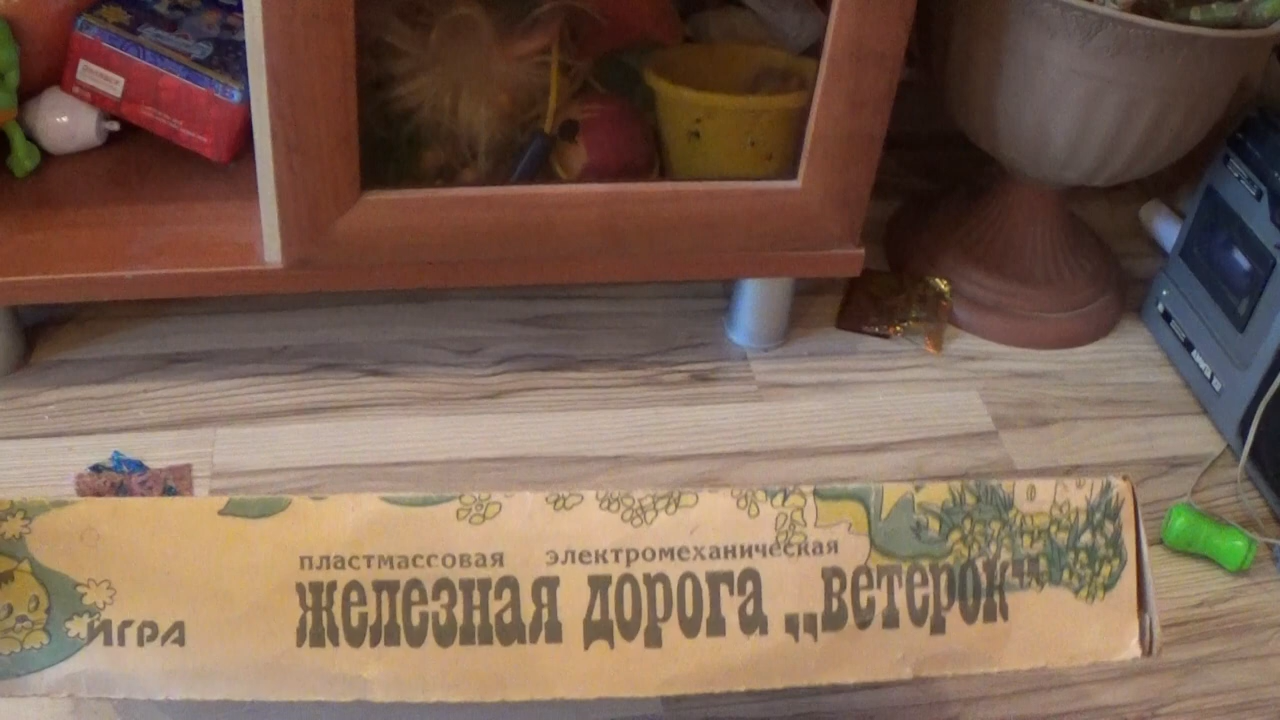 пластмассовая электромеханическая
железная дорога „ветерок“
ИГРА